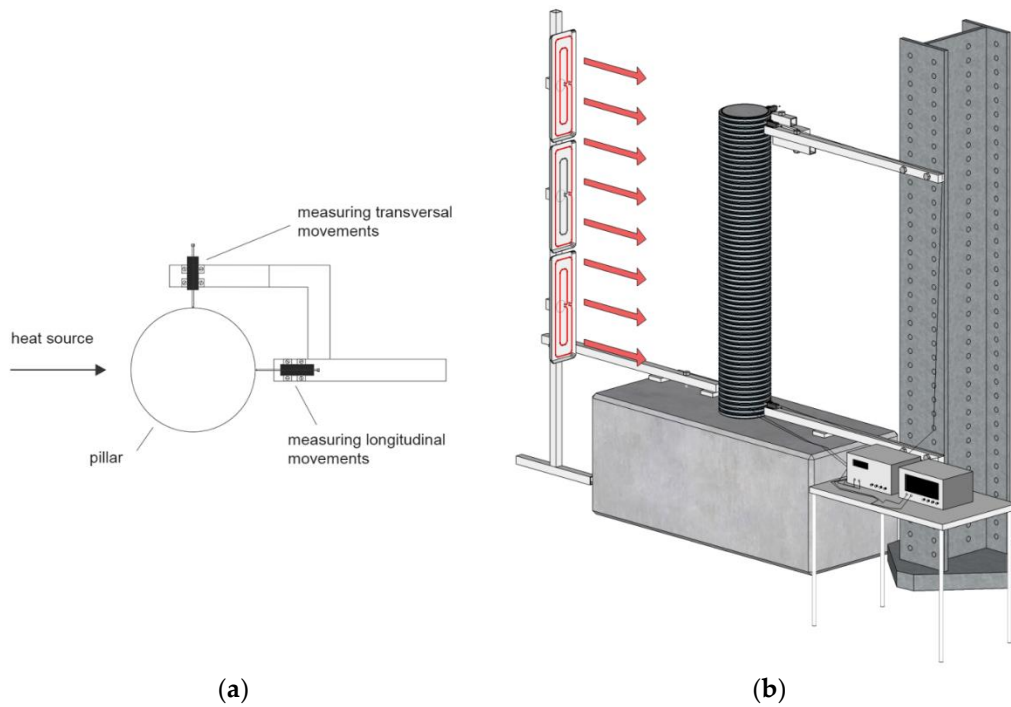 measuring transversal
movements
heat source
pillar
measuring longitudinal
movements
(a)
(b)